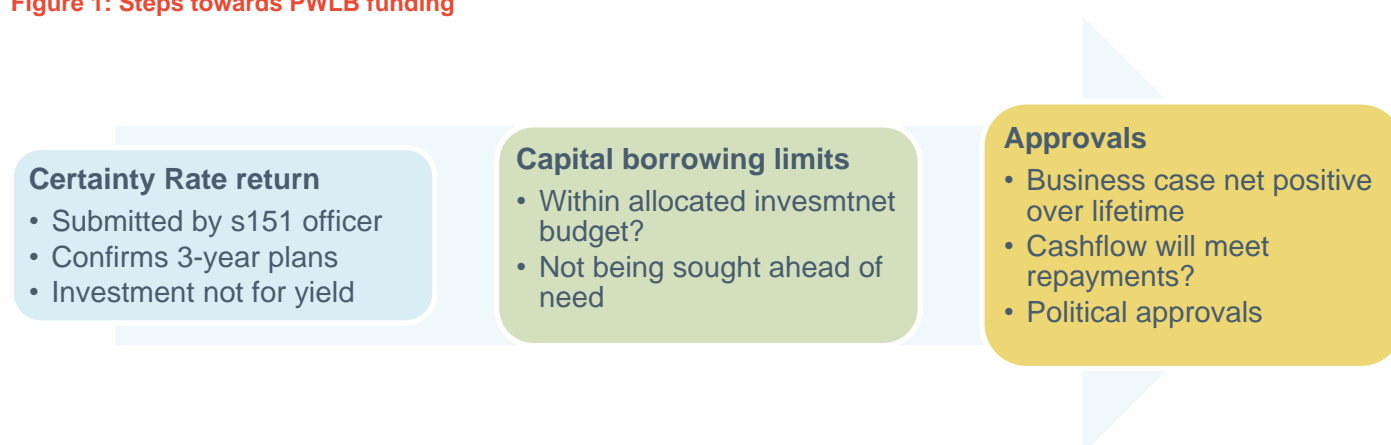 Figure 1: Steps towards PWLB funding
Certainty Rate return
• Submitted by s151 officer
• Confirms 3-year plans
• Investment not for yield
Capital borrowing limits
• Within allocated invesmtnet
budget?
• Not being sought ahead of
need
Approvals
• Business case net positive
over lifetime
• Cashflow will meet
repayments?
• Political approvals